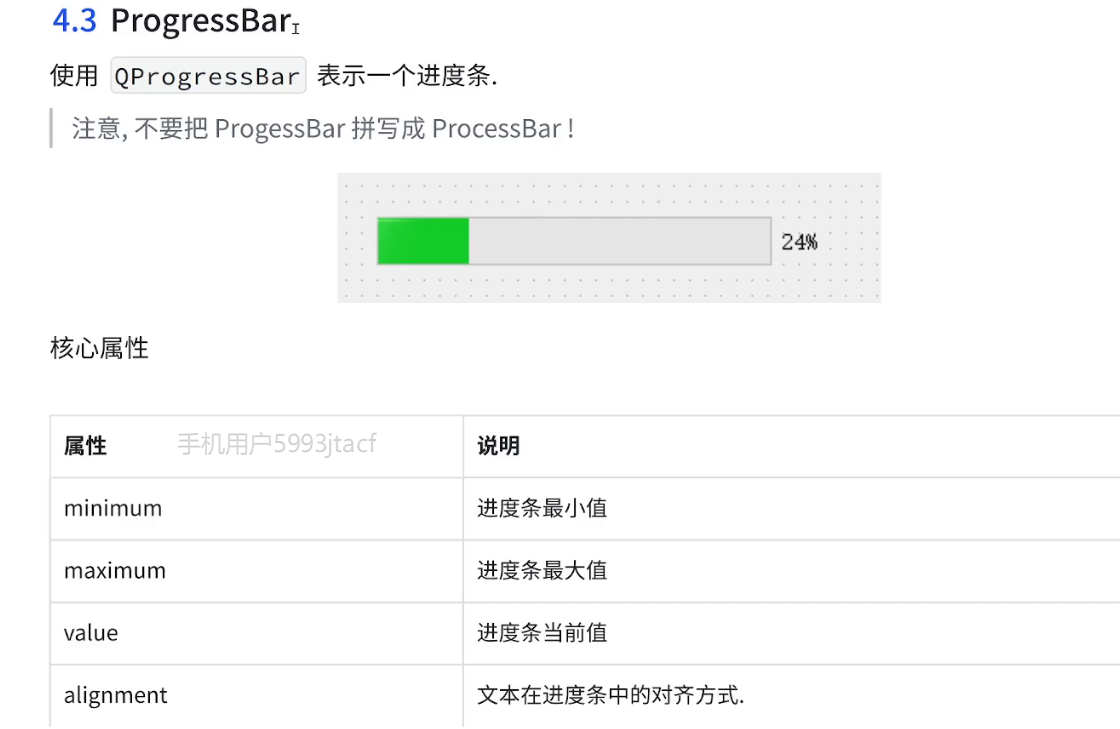 4.3 ProgressBar
使用 QProgressBar 表示一个进度条.
注意, 不要把 ProgessBar 拼写成 ProcessBar !
24%
核心属性
属性 手机用户5993jtacf 说明
minimum 进度条最小值
maximum 进度条最大值
value 进度条当前值
alignment 文本在进度条中的对齐方式.